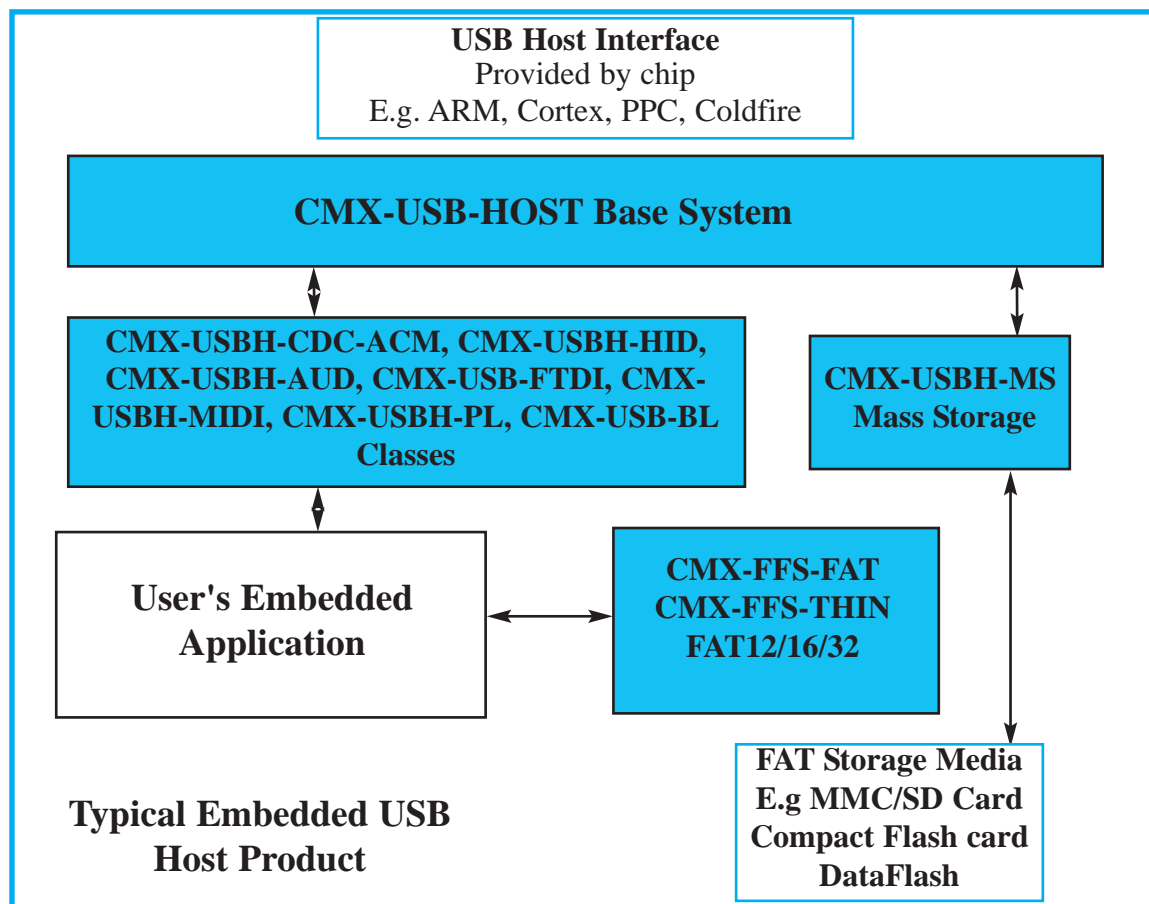 USB Host Interface
Provided by chip
E.g. ARM, Cortex, PPC, Coldfire
CMX-USB-HOST Base System
CMX-USBH-CDC-ACM, CMX-USBH-HID,
CMX-USBH-AUD, CMX-USB-FTDI, CMX-
USBH-MIDI, CMX-USBH-PL, CMX-USB-BL
Classes
CMX-USBH-MS
Mass Storage
User's Embedded
Application
CMX-FFS-FAT
CMX-FFS-THIN
FAT12/16/32
FAT Storage Media
E.g MMC/SD Card
Compact Flash card
DataFlash
Typical Embedded USB
Host Product